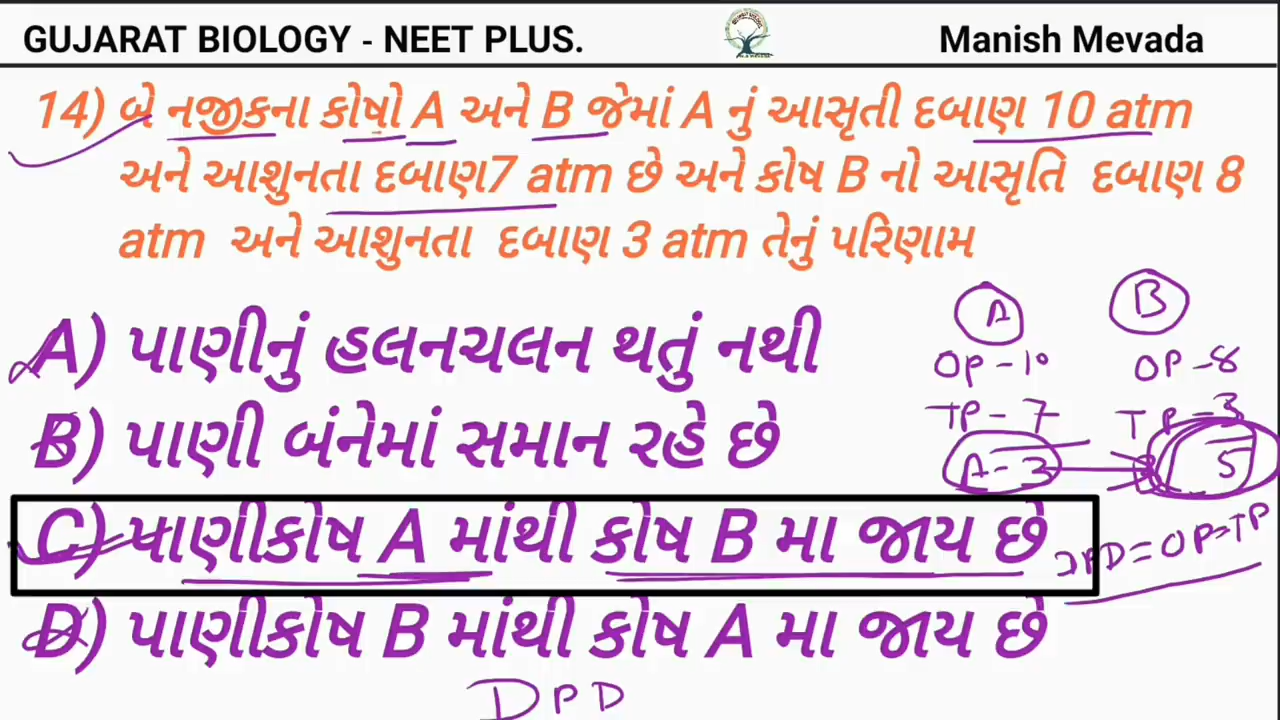 GUJARAT BIOLOGY - NEET PLUS.
Manish Mevada
14) બે નજીકના કોષો A અને B જેમાં A નું આસૃતી દબાણ 10 atm
અને આશુનતા દબાણ7 atm છે અને કોષ B નો આસૃતિ દબાણ 8
atm અને આશુનતા દબાણ 3 atm તેનું પરિણામ
A) પાણીનું હલનચલન થતું નથી
B) પાણી બંનેમાં સમાન રહે છે
C) પાણીકોષ A માંથી કોષ B મા જાય છે
D) પાણીકોષ B માંથી કોષ A મા જાય છે
A
B
OP - 10
OP - 8
TP - 7
TP - 3
A - 3
5
DPD = OP - TP
DPD